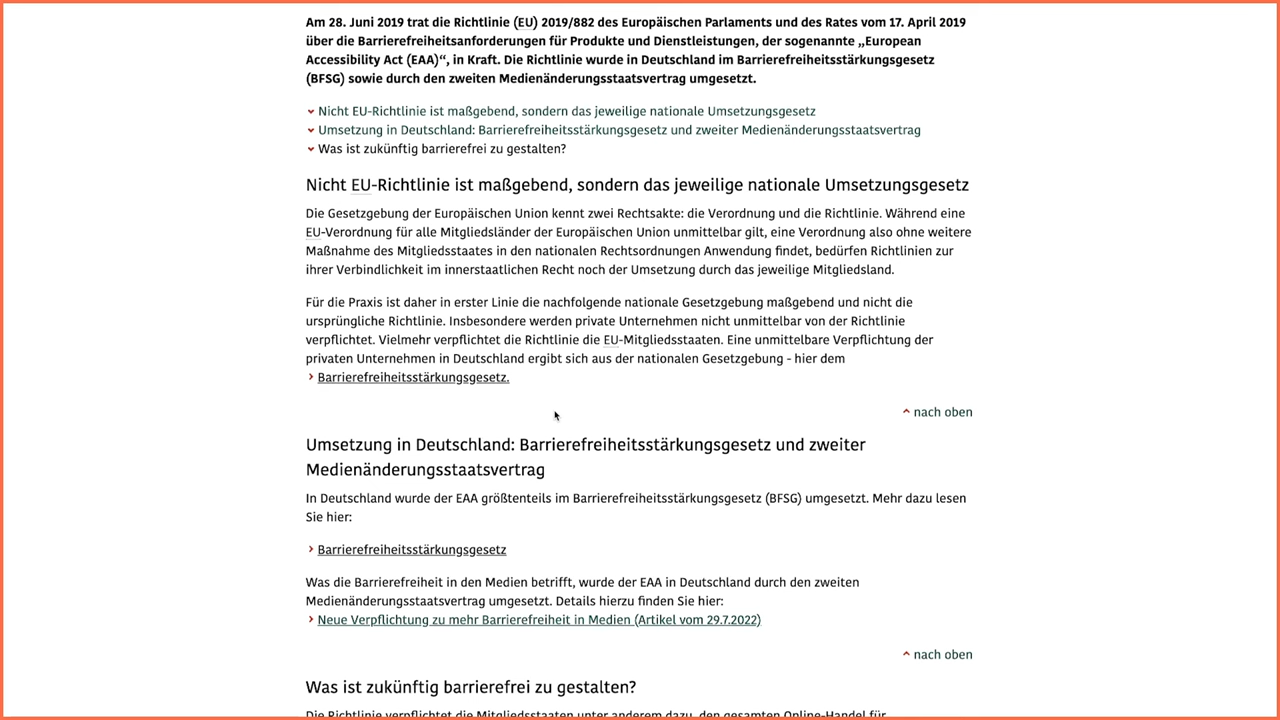 Am 28. Juni 2019 trat die Richtlinie (EU) 2019/882 des Europäischen Parlaments und des Rates vom 17. April 2019
über die Barrierefreiheitsanforderungen für Produkte und Dienstleistungen, der sogenannte „European
Accessibility Act (EAA)“, in Kraft. Die Richtlinie wurde in Deutschland im Barrierefreiheitsstärkungsgesetz
(BFSG) sowie durch den zweiten Medienänderungsstaatsvertrag umgesetzt.
Nicht EU-Richtlinie ist maßgebend, sondern das jeweilige nationale Umsetzungsgesetz
Umsetzung in Deutschland: Barrierefreiheitsstärkungsgesetz und zweiter Medienänderungsstaatsvertrag
Was ist zukünftig barrierefrei zu gestalten?
Nicht EU-Richtlinie ist maßgebend, sondern das jeweilige nationale Umsetzungsgesetz
Die Gesetzgebung der Europäischen Union kennt zwei Rechtsakte: die Verordnung und die Richtlinie. Während eine
EU-Verordnung für alle Mitgliedsländer der Europäischen Union unmittelbar gilt, eine Verordnung also ohne weitere
Maßnahme des Mitgliedsstaates in den nationalen Rechtsordnungen Anwendung findet, bedürfen Richtlinien zur
ihrer Verbindlichkeit im innerstaatlichen Recht noch der Umsetzung durch das jeweilige Mitgliedsland.
Für die Praxis ist daher in erster Linie die nachfolgende nationale Gesetzgebung maßgebend und nicht die
ursprüngliche Richtlinie. Insbesondere werden private Unternehmen nicht unmittelbar von der Richtlinie
verpflichtet. Vielmehr verpflichtet die Richtlinie die EU-Mitgliedsstaaten. Eine unmittelbare Verpflichtung der
privaten Unternehmen in Deutschland ergibt sich aus der nationalen Gesetzgebung - hier dem
Barrierefreiheitsstärkungsgesetz.
nach oben
Umsetzung in Deutschland: Barrierefreiheitsstärkungsgesetz und zweiter
Medienänderungsstaatsvertrag
In Deutschland wurde der EAA größtenteils im Barrierefreiheitsstärkungsgesetz (BFSG) umgesetzt. Mehr dazu lesen
Sie hier:
Barrierefreiheitsstärkungsgesetz
Was die Barrierefreiheit in den Medien betrifft, wurde der EAA in Deutschland durch den zweiten
Medienänderungsstaatsvertrag umgesetzt. Details hierzu finden Sie hier:
Neue Verpflichtung zu mehr Barrierefreiheit in Medien (Artikel vom 29.7.2022)
nach oben
Was ist zukünftig barrierefrei zu gestalten?
Die Richtlinie verpflichtet die Mitgliedsstaaten unter anderem dazu, den gesamten Online-Handel für